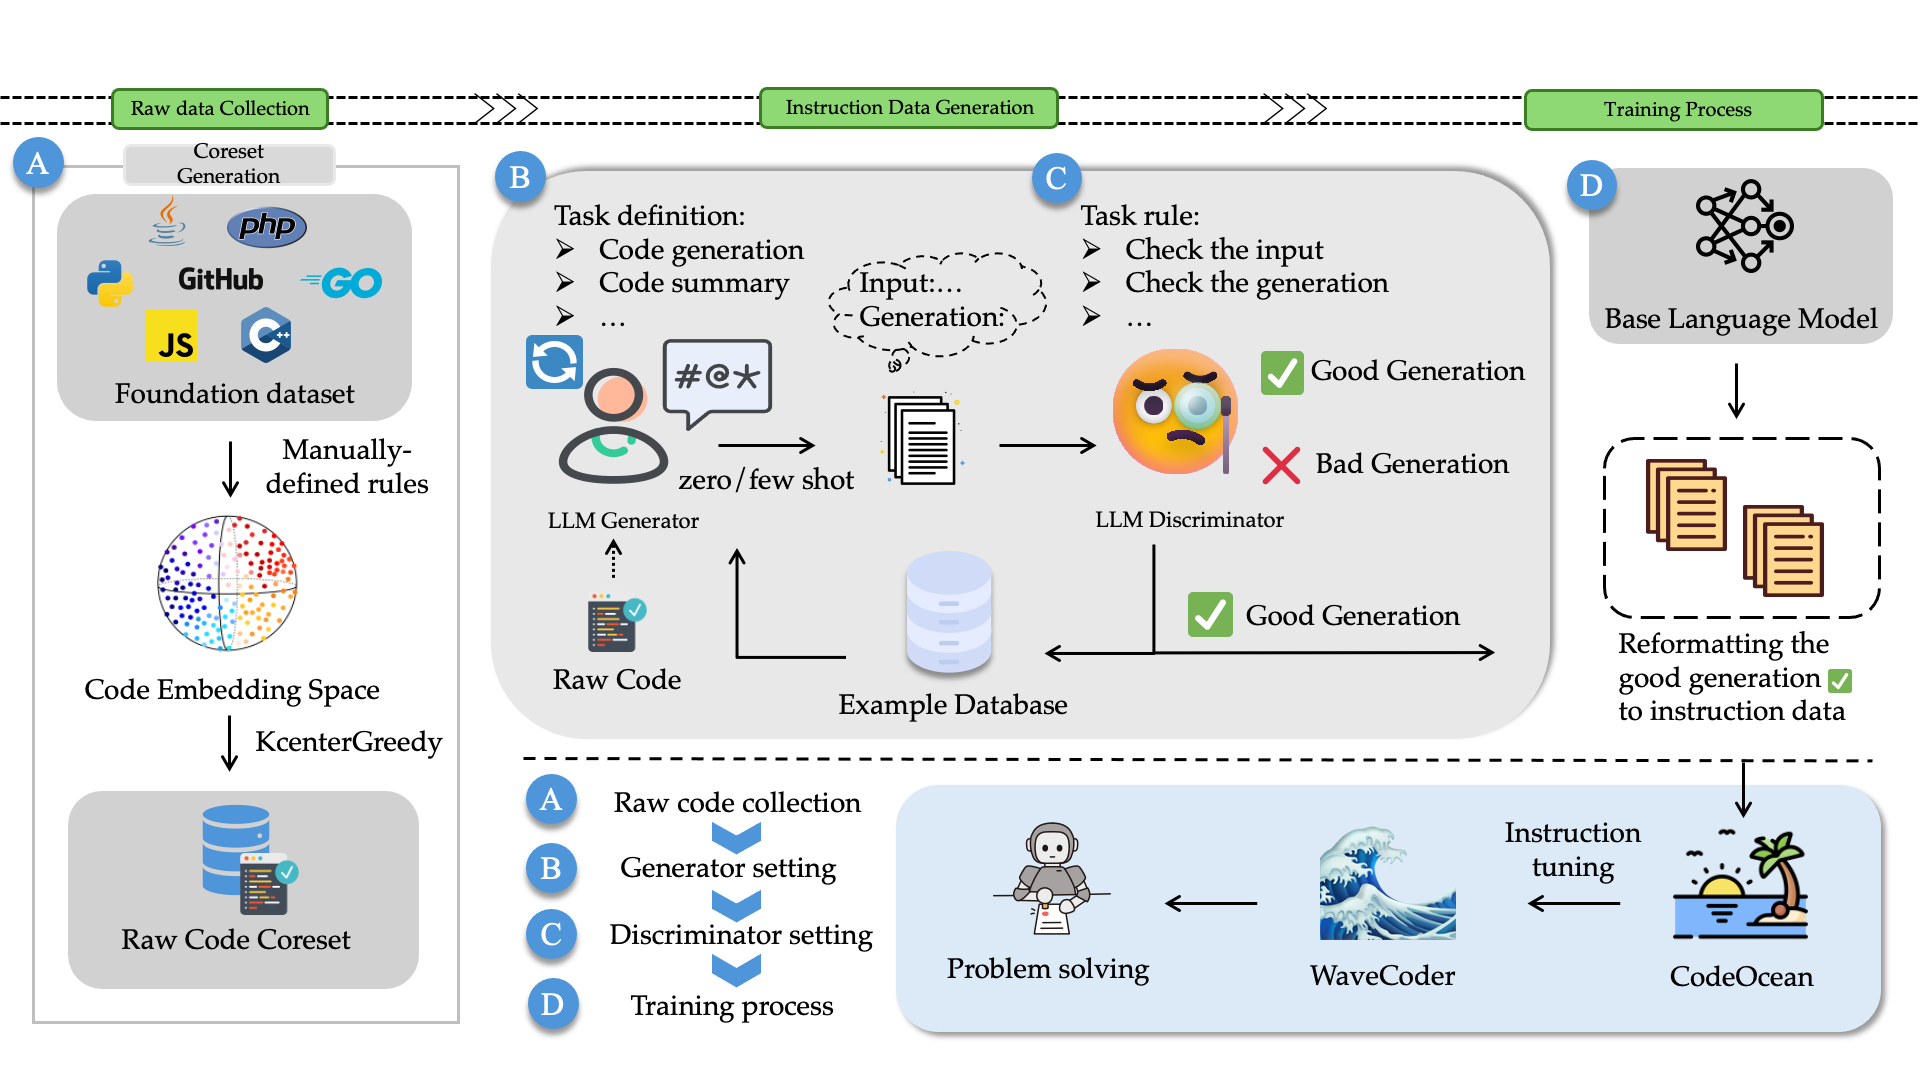 Raw data Collection
Instruction Data Generation
Training Process
A
Coreset
Generation
php
GitHub
GO
JS
C++
Foundation dataset
Manually-
defined rules
Code Embedding Space
KcenterGreedy
Raw Code Coreset
B
Task definition:
Code generation
Code summary
...
Input:...
Generation:
#@*
zero/few shot
LLM Generator
Raw Code
Example Database
C
Task rule:
Check the input
Check the generation
...
Good Generation
Bad Generation
LLM Discriminator
Good Generation
D
Base Language Model
Reformatting the
good generation
to instruction data
A
Raw code collection
B
Generator setting
C
Discriminator setting
D
Training process
Problem solving
WaveCoder
Instruction
tuning
CodeOcean